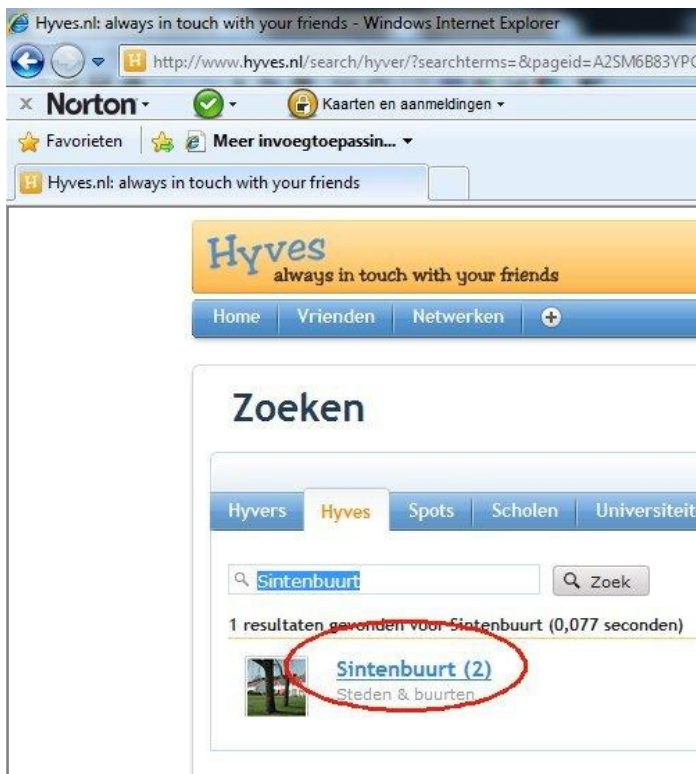 Hyves.nl: always in touch with your friends - Windows Internet Explorer
http://www.hyves.nl/search/hyver/?searchterms=&pageid=A2SM6B83YP
x Norton
Kaarten en aanmeldingen
Favorieten Meer invoegtoepassin...
Hyves.nl: always in touch with your friends
Hyves
always in touch with your friends
Home Vrienden Netwerken
Zoeken
Hyvers Hyves Spots Scholen Universiteit
Sintenbuurt Zoek
1 resultaten gevonden voor Sintenbuurt (0,077 seconden)
Sintenbuurt (2)
Steden & buurten